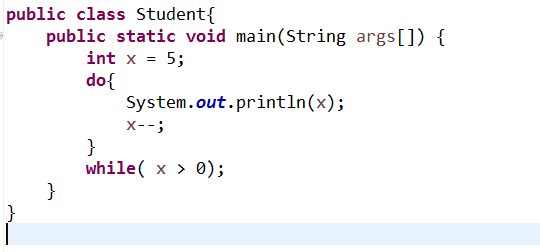 public class Student{
    public static void main(String args[]) {
        int x = 5;
        do{
            System.out.println(x);
            x--;
        }
        while( x > 0);
    }
}